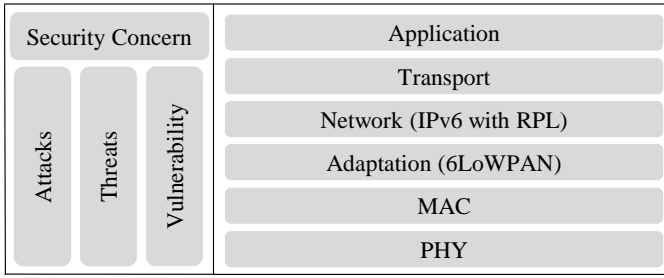 Security Concern
Attacks
Threats
Vulnerability
Application
Transport
Network (IPv6 with RPL)
Adaptation (6LoWPAN)
MAC
PHY